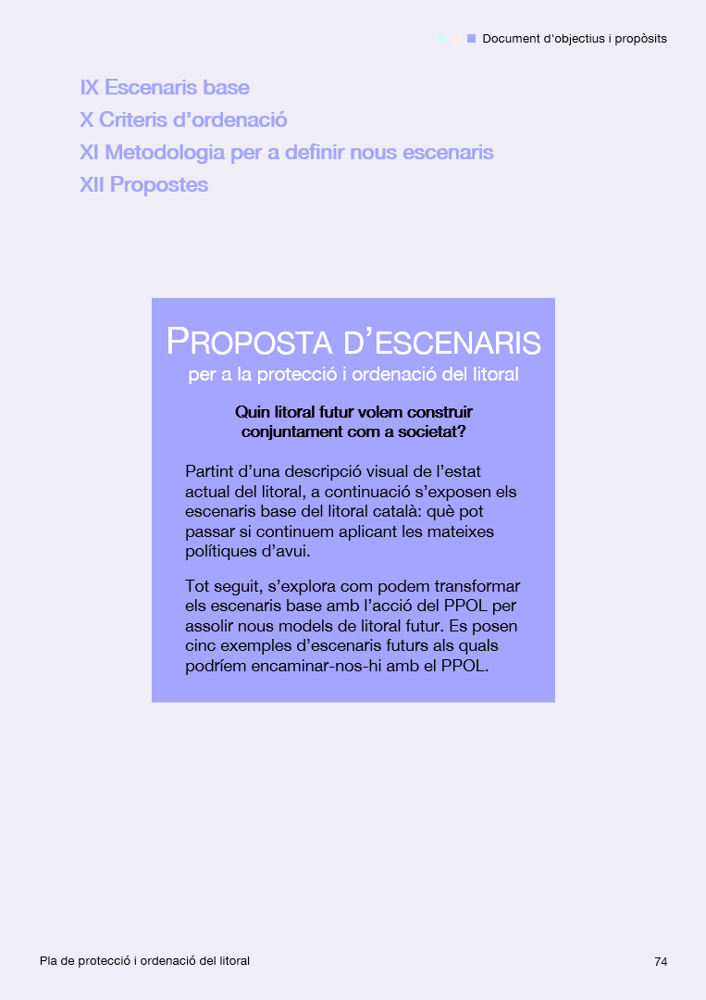 Document d'objectius i propòsits
IX Escenaris base
X Criteris d’ordenació
XI Metodologia per a definir nous escenaris
XII Propostes
PROPOSTA D’ESCENARIS
per a la protecció i ordenació del litoral
Quin litoral futur volem construir
conjuntament com a societat?
Partint d’una descripció visual de l’estat
actual del litoral, a continuació s’exposen els
escenaris base del litoral català: què pot
passar si continuem aplicant les mateixes
polítiques d’avui.
Tot seguit, s’explora com podem transformar
els escenaris base amb l’acció del PPOL per
assolir nous models de litoral futur. Es posen
cinc exemples d’escenaris futurs als quals
podríem encaminar-nos-hi amb el PPOL.
Pla de protecció i ordenació del litoral
74